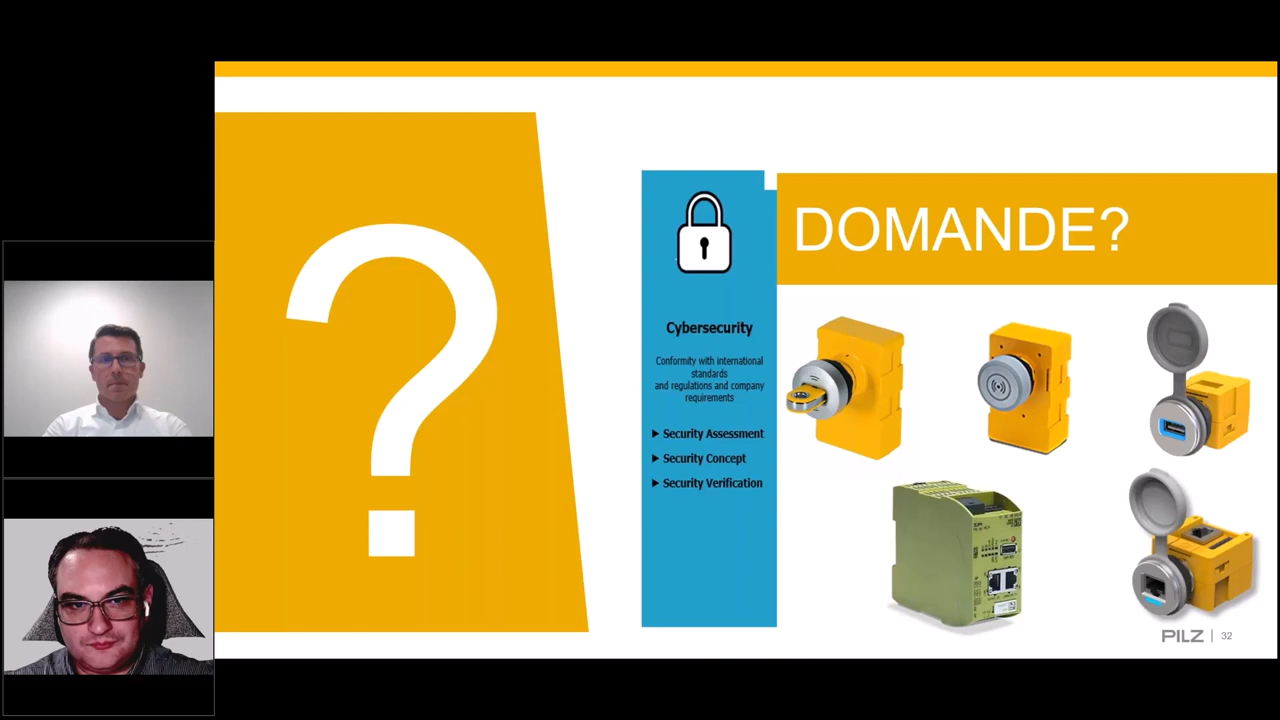 ?
DOMANDE?
Cybersecurity
Conformity with international
standards
and regulations and company
requirements
► Security Assessment
► Security Concept
► Security Verification
PILZ | 32